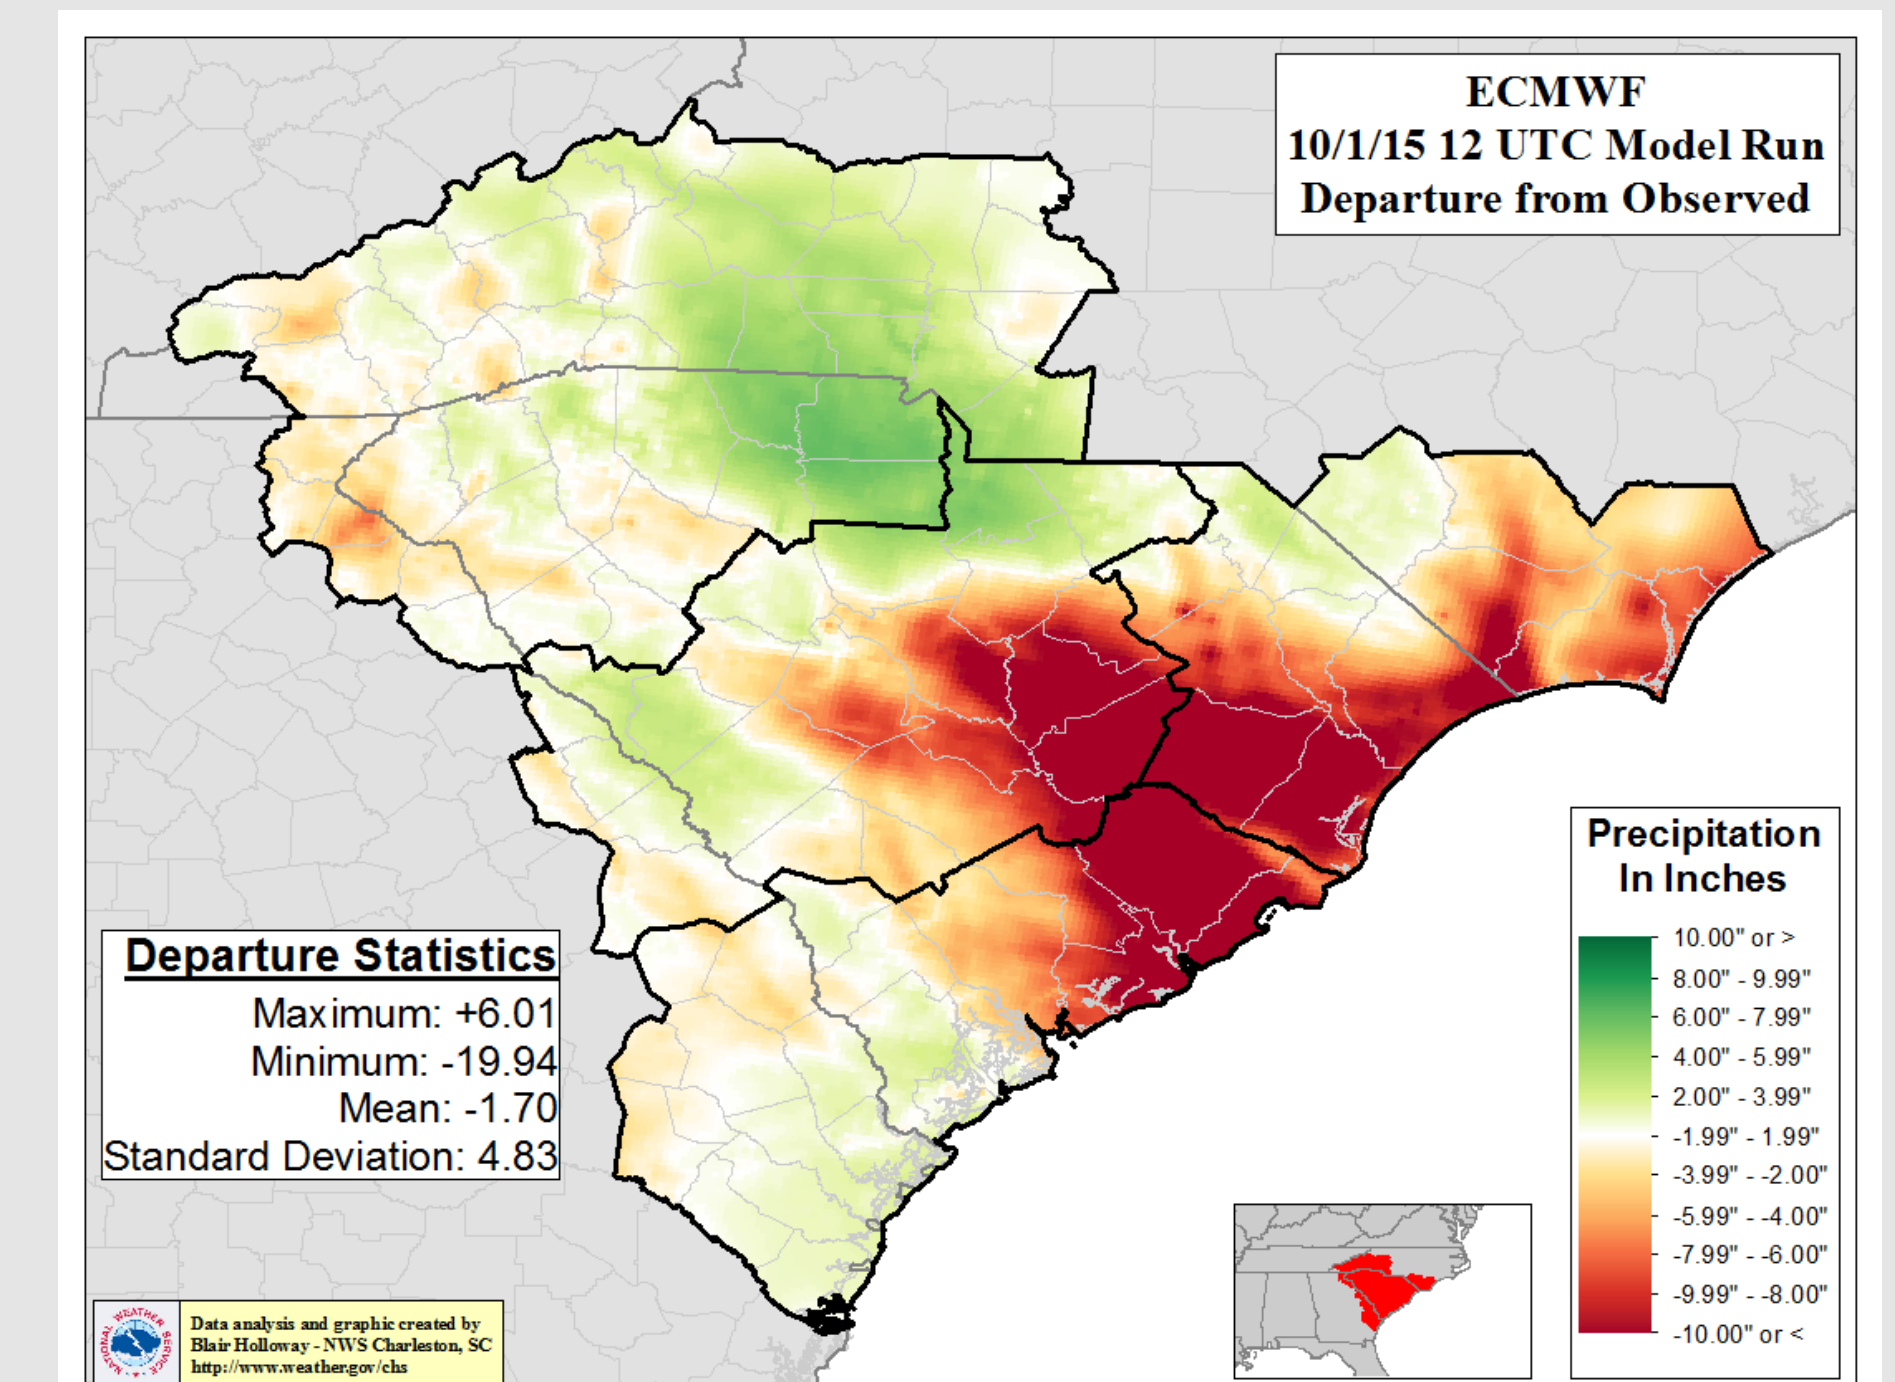 ECMWF
10/1/15 12 UTC Model Run
Departure from Observed
Precipitation
In Inches
10.00" or >
8.00" - 9.99"
6.00" - 7.99"
4.00" - 5.99"
2.00" - 3.99"
-1.99" - 1.99"
-3.99" - -2.00"
-5.99" - -4.00"
-7.99" - -6.00"
-9.99" - -8.00"
-10.00" or <
Departure Statistics
Maximum: +6.01
Minimum: -19.94
Mean: -1.70
Standard Deviation: 4.83
NATIONAL WEATHER SERVICE
Data analysis and graphic created by
Blair Holloway - NWS Charleston, SC
http://www.weather.gov/chs